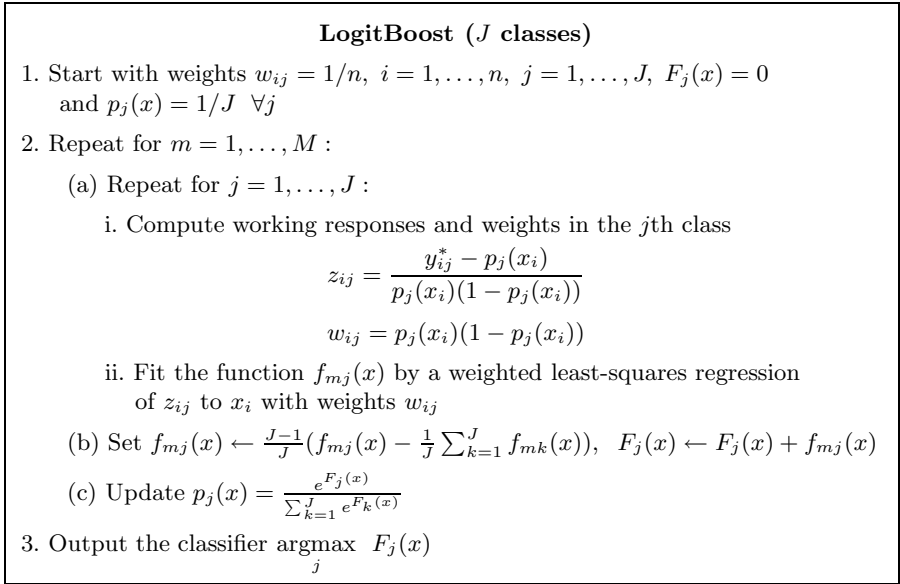 LogitBoost (J classes)
1. Start with weights w_{ij} = 1/n, i = 1, . . . , n, j = 1, . . . , J, F_j(x) = 0
and p_j(x) = 1/J ∀j
2. Repeat for m = 1, . . . , M :
(a) Repeat for j = 1, . . . , J :
i. Compute working responses and weights in the jth class
z_{ij} = \frac{y^*_{ij} - p_j(x_i)}{p_j(x_i)(1 - p_j(x_i))}
w_{ij} = p_j(x_i)(1 - p_j(x_i))
ii. Fit the function f_{mj}(x) by a weighted least-squares regression
of z_{ij} to x_i with weights w_{ij}
(b) Set f_{mj}(x) ← \frac{J-1}{J}(f_{mj}(x) - \frac{1}{J} \sum_{k=1}^{J} f_{mk}(x)), F_j(x) ← F_j(x) + f_{mj}(x)
(c) Update p_j(x) = \frac{e^{F_j(x)}}{\sum_{k=1}^{J} e^{F_k(x)}}
3. Output the classifier argmax_j F_j(x)